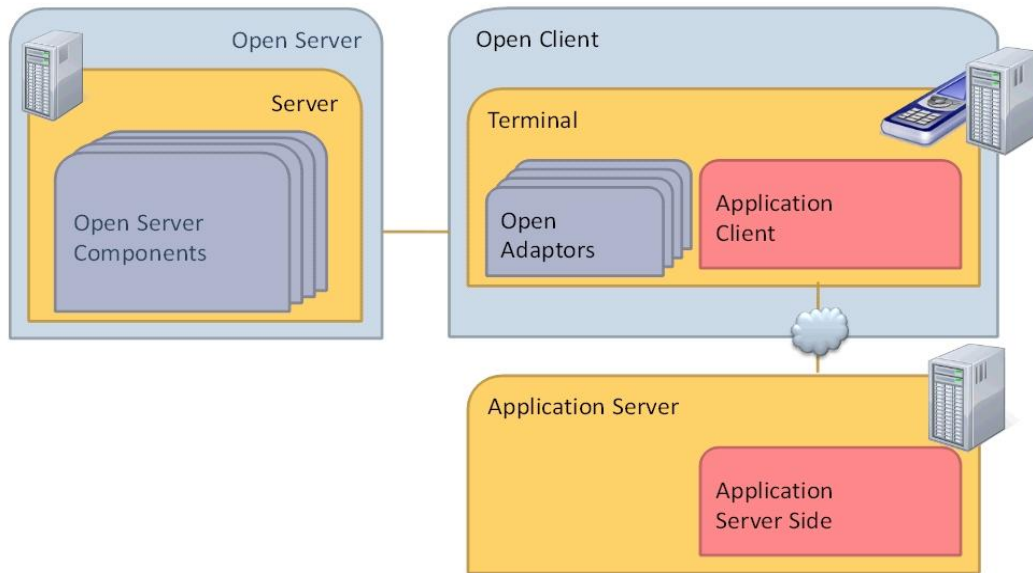 Open Server
Server
Open Server
Components
Open Client
Terminal
Open
Adaptors
Application
Client
Application Server
Application
Server Side